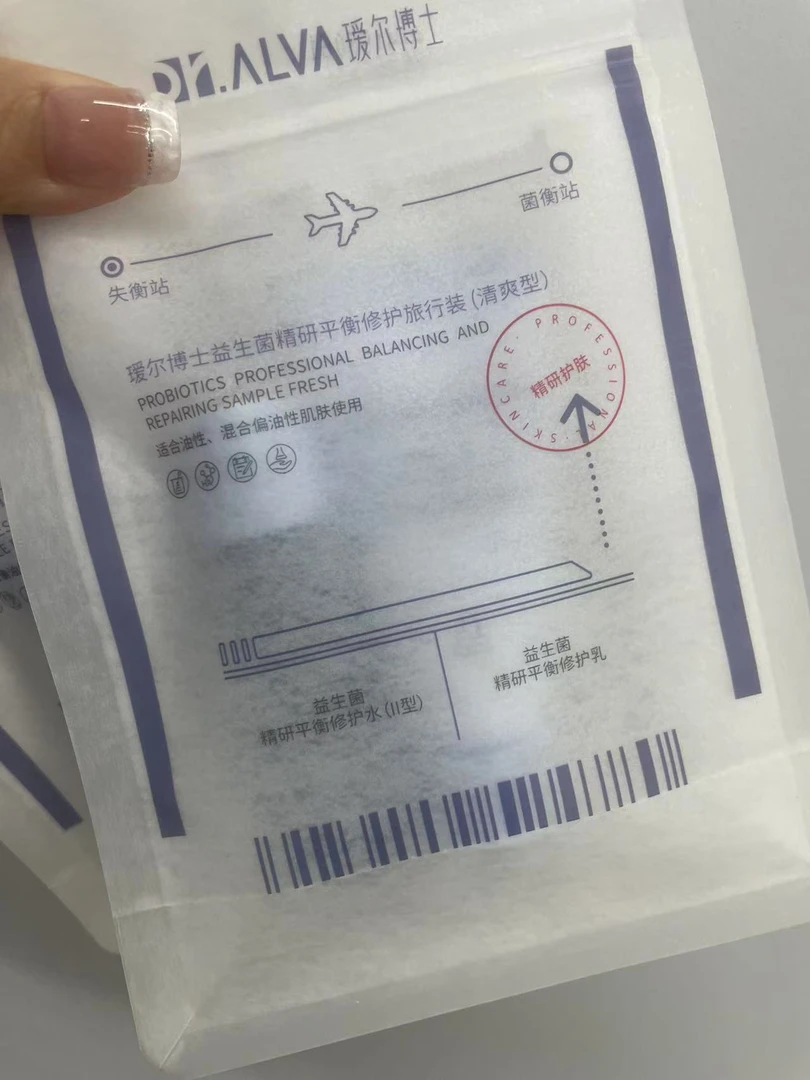 Dr.ALVA 瑷尔博士
菌衡站
失衡站
瑷尔博士益生菌精研平衡修护旅行装(清爽型)
PROBIOTICS PROFESSIONAL BALANCING AND
REPAIRING SAMPLE FRESH
适合油性、混合偏油性肌肤使用
PROFESSIONAL·SKINCARE·
精研护肤
益生菌
精研平衡修护水(II型)
益生菌
精研平衡修护乳